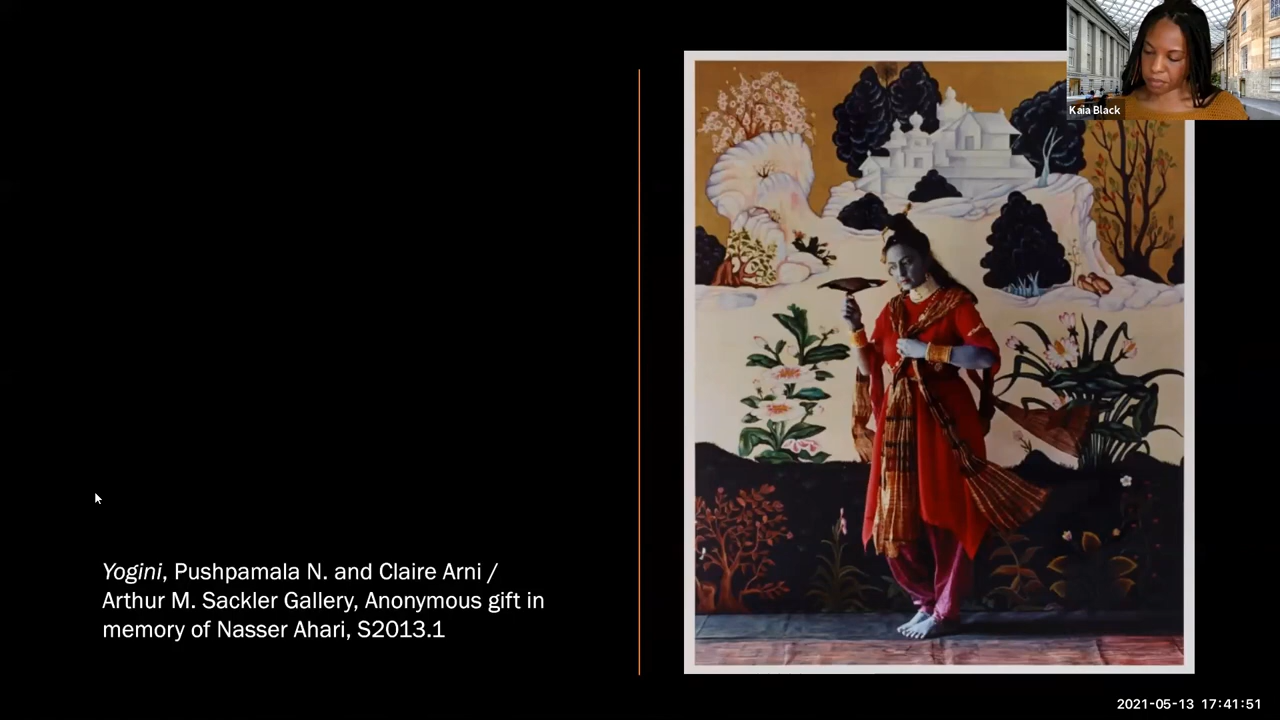 Kaia Black
Yogini, Pushpamala N. and Claire Arni /
Arthur M. Sackler Gallery, Anonymous gift in
memory of Nasser Ahari, S2013.1
2021-05-13 17:41:51